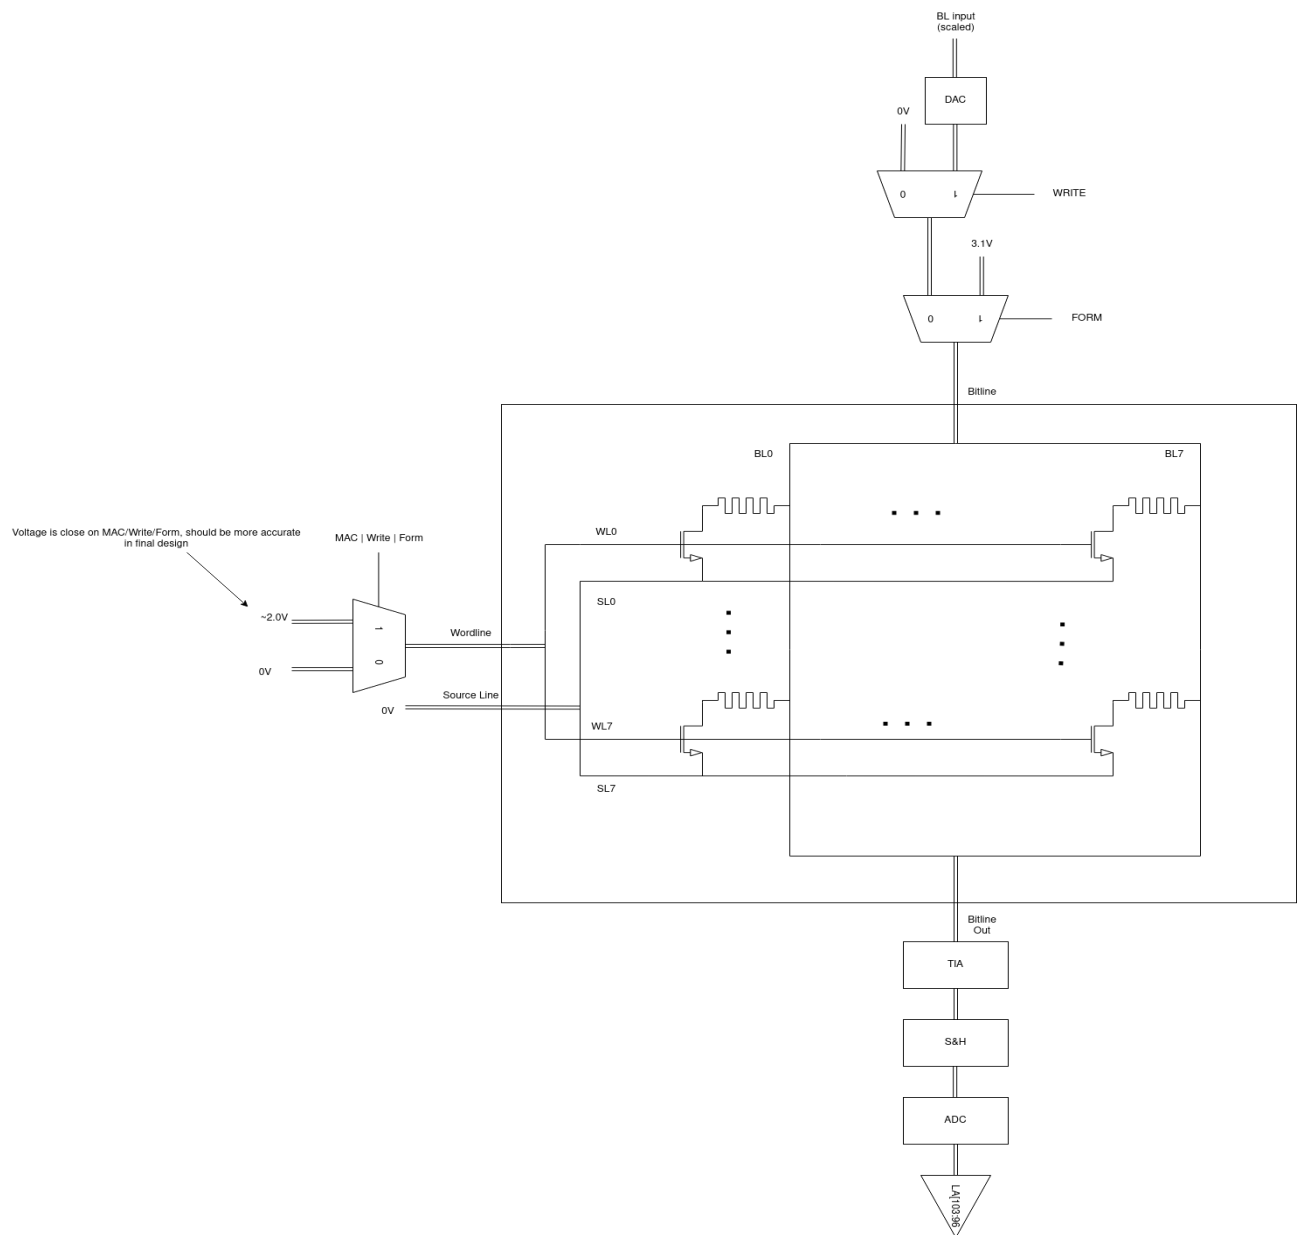 BL input
(scaled)
DAC
0V
0 1
WRITE
3.1V
0 1
FORM
Bitline
BL0
BL7
Voltage is close on MAC/Write/Form, should be more accurate
in final design
MAC | Write | Form
WL0
SL0
~2.0V
1
Wordline
0
0V
Source Line
0V
WL7
SL7
Bitline
Out
TIA
S&H
ADC
LA[103:96